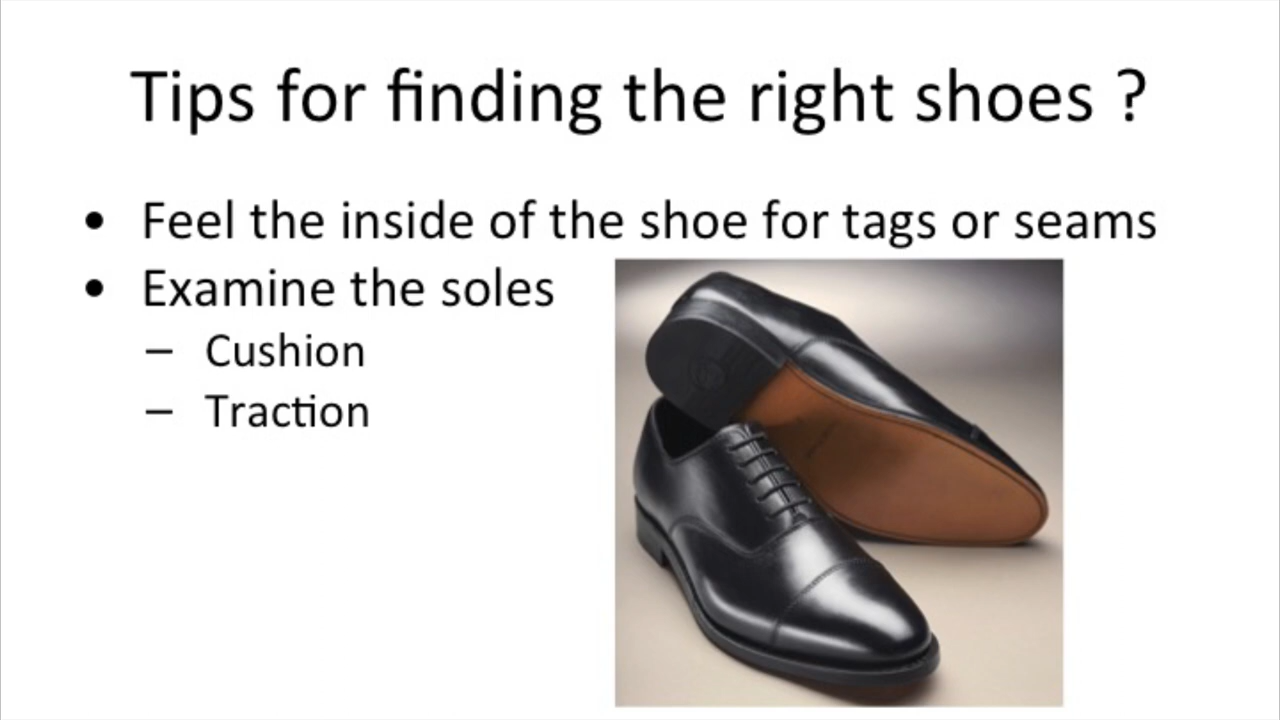 Tips for finding the right shoes ?
• Feel the inside of the shoe for tags or seams
• Examine the soles
– Cushion
– Traction